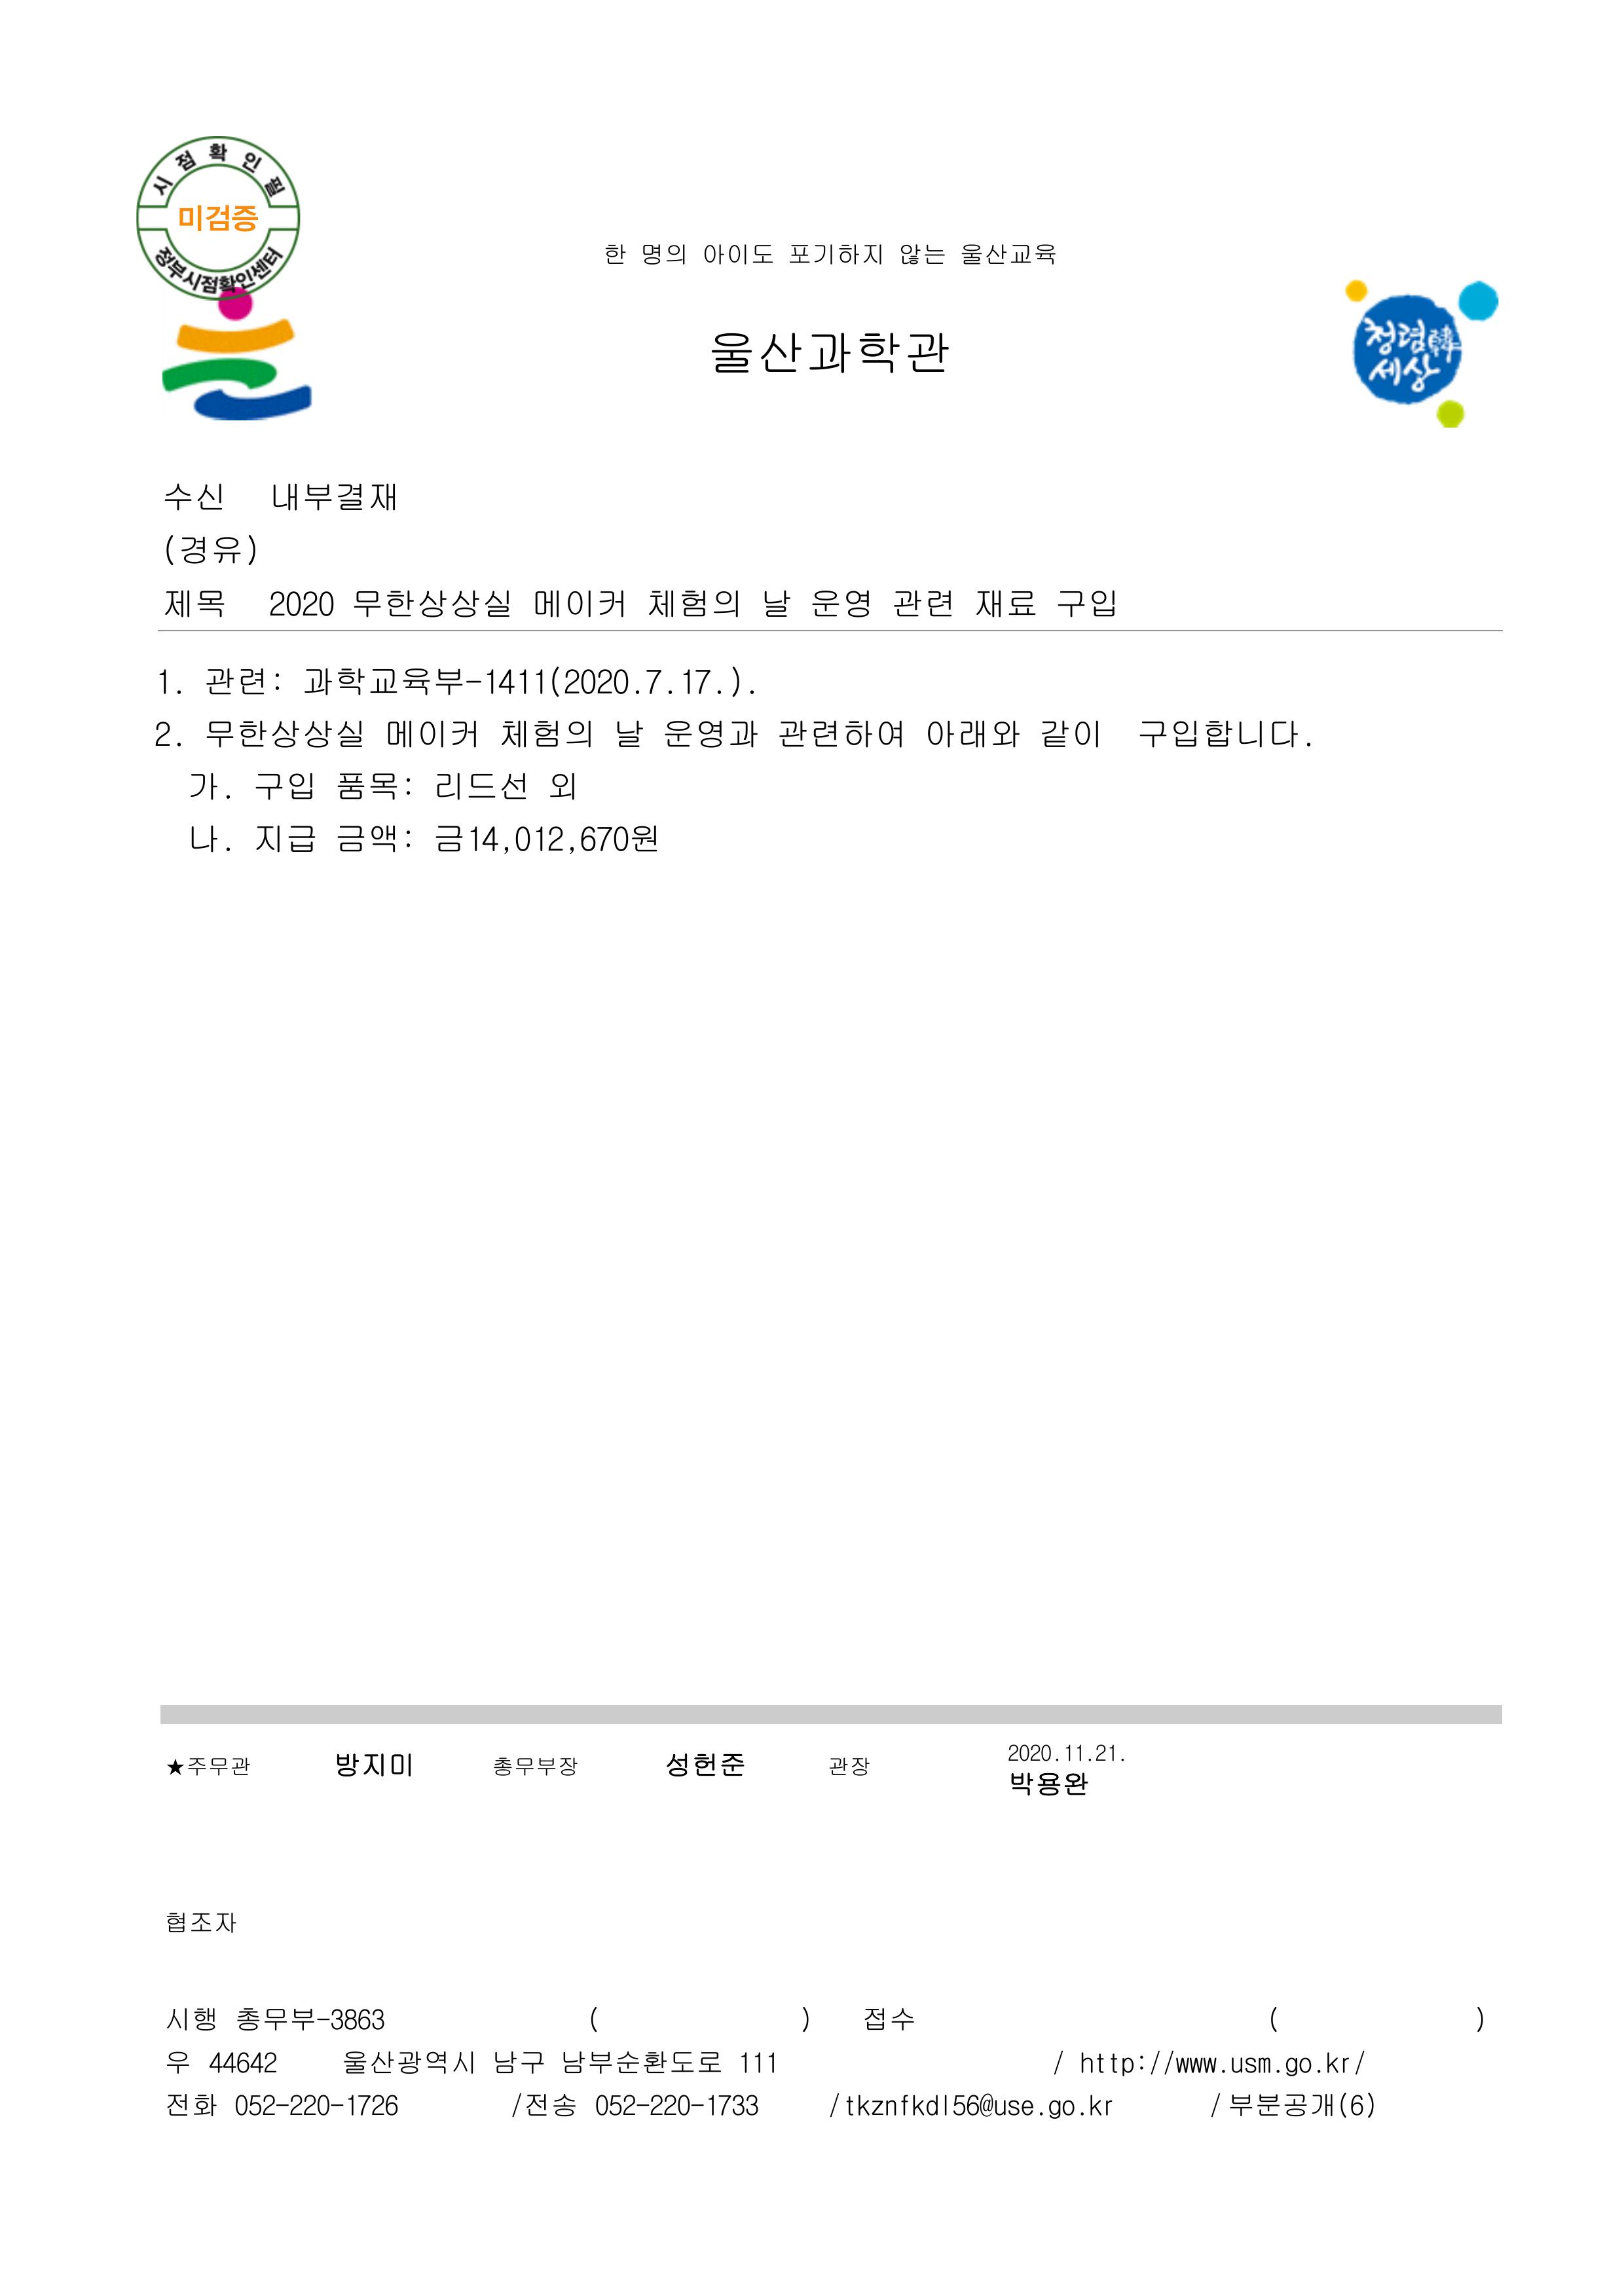 시점확인필
미검증
정부시점확인센터
한 명의 아이도 포기하지 않는 울산교육
울산과학관
청렴韓
세상
수신 내부결재
(경유)
제목 2020 무한상상실 메이커 체험의 날 운영 관련 재료 구입
1. 관련: 과학교육부-1411(2020.7.17.).
2. 무한상상실 메이커 체험의 날 운영과 관련하여 아래와 같이 구입합니다.
가. 구입 품목: 리드선 외
나. 지급 금액: 금14,012,670원
★주무관 방지미 총무부장 성헌준 관장 2020.11.21.
박용완
협조자
시행 총무부-3863 ( ) 접수 ( )
우 44642 울산광역시 남구 남부순환도로 111 / http://www.usm.go.kr/
전화 052-220-1726 /전송 052-220-1733 /tkznfkdl56@use.go.kr /부분공개(6)